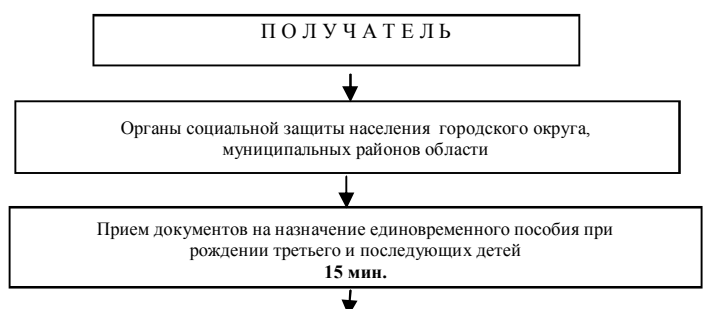 П О Л У Ч А Т Е Л Ь
Органы социальной защиты населения городского округа,
муниципальных районов области
Прием документов на назначение единовременного пособия при
рождении третьего и последующих детей
15 мин.